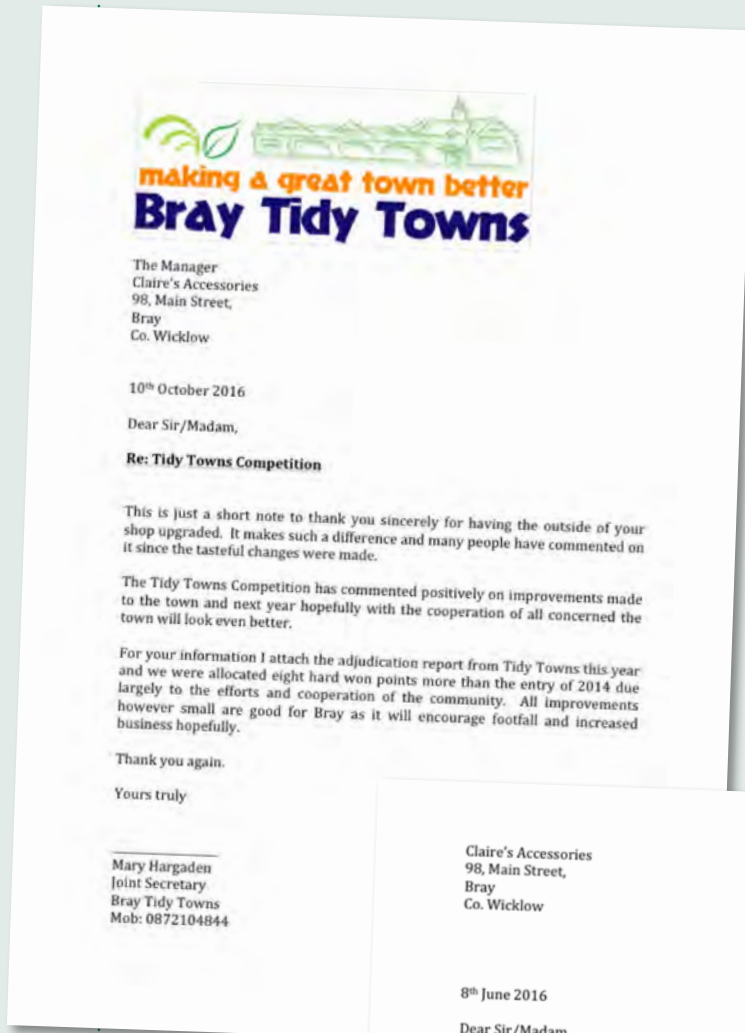 making a great town better
Bray Tidy Towns
The Manager
Claire's Accessories
98, Main Street,
Bray
Co. Wicklow
10th October 2016
Dear Sir/Madam,
Re: Tidy Towns Competition
This is just a short note to thank you sincerely for having the outside of your
shop upgraded. It makes such a difference and many people have commented on
it since the tasteful changes were made.
The Tidy Towns Competition has commented positively on improvements made
to the town and next year hopefully with the cooperation of all concerned the
town will look even better.
For your information I attach the adjudication report from Tidy Towns this year
and we were allocated eight hard won points more than the entry of 2014 due
largely to the efforts and cooperation of the community. All improvements
however small are good for Bray as it will encourage footfall and increased
business hopefully.
Thank you again.
Yours truly
Mary Hargaden
Joint Secretary
Bray Tidy Towns
Mob: 0872104844
Claire's Accessories
98, Main Street,
Bray
Co. Wicklow
8th June 2016
Dear Sir/Madam